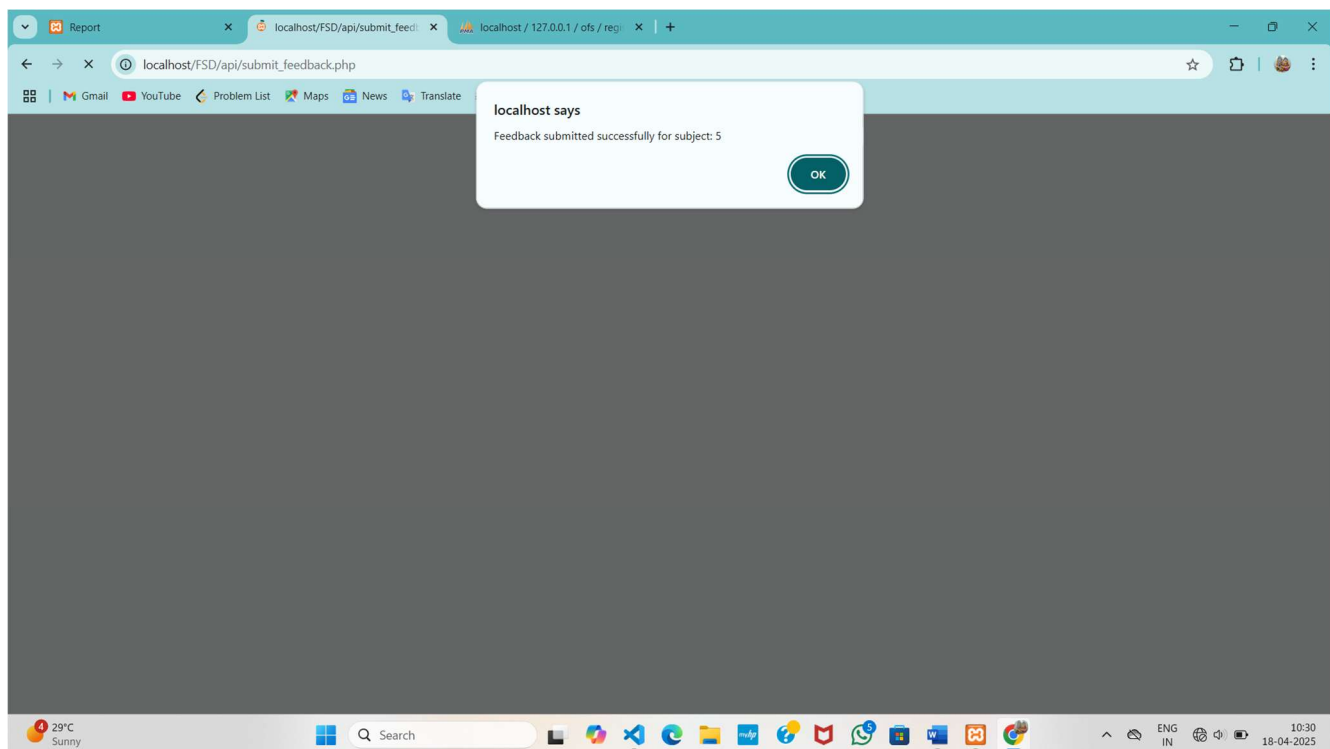 Report
localhost/FSD/api/submit_feedl
localhost / 127.0.0.1 / ofs / regi
localhost/FSD/api/submit_feedback.php
Gmail YouTube Problem List Maps News Translate
localhost says
Feedback submitted successfully for subject: 5
OK
4 29°C
Sunny
Search
myhp
5
ENG
IN
10:30
18-04-2025